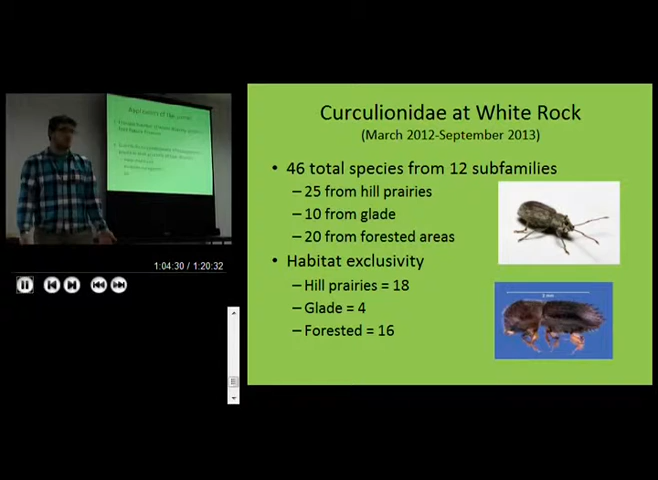 Curculionidae at White Rock
(March 2012-September 2013)
• 46 total species from 12 subfamilies
– 25 from hill prairies
– 10 from glade
– 20 from forested areas
• Habitat exclusivity
– Hill prairies = 18
– Glade = 4
– Forested = 16
2 mm
1:04:30 / 1:20:32